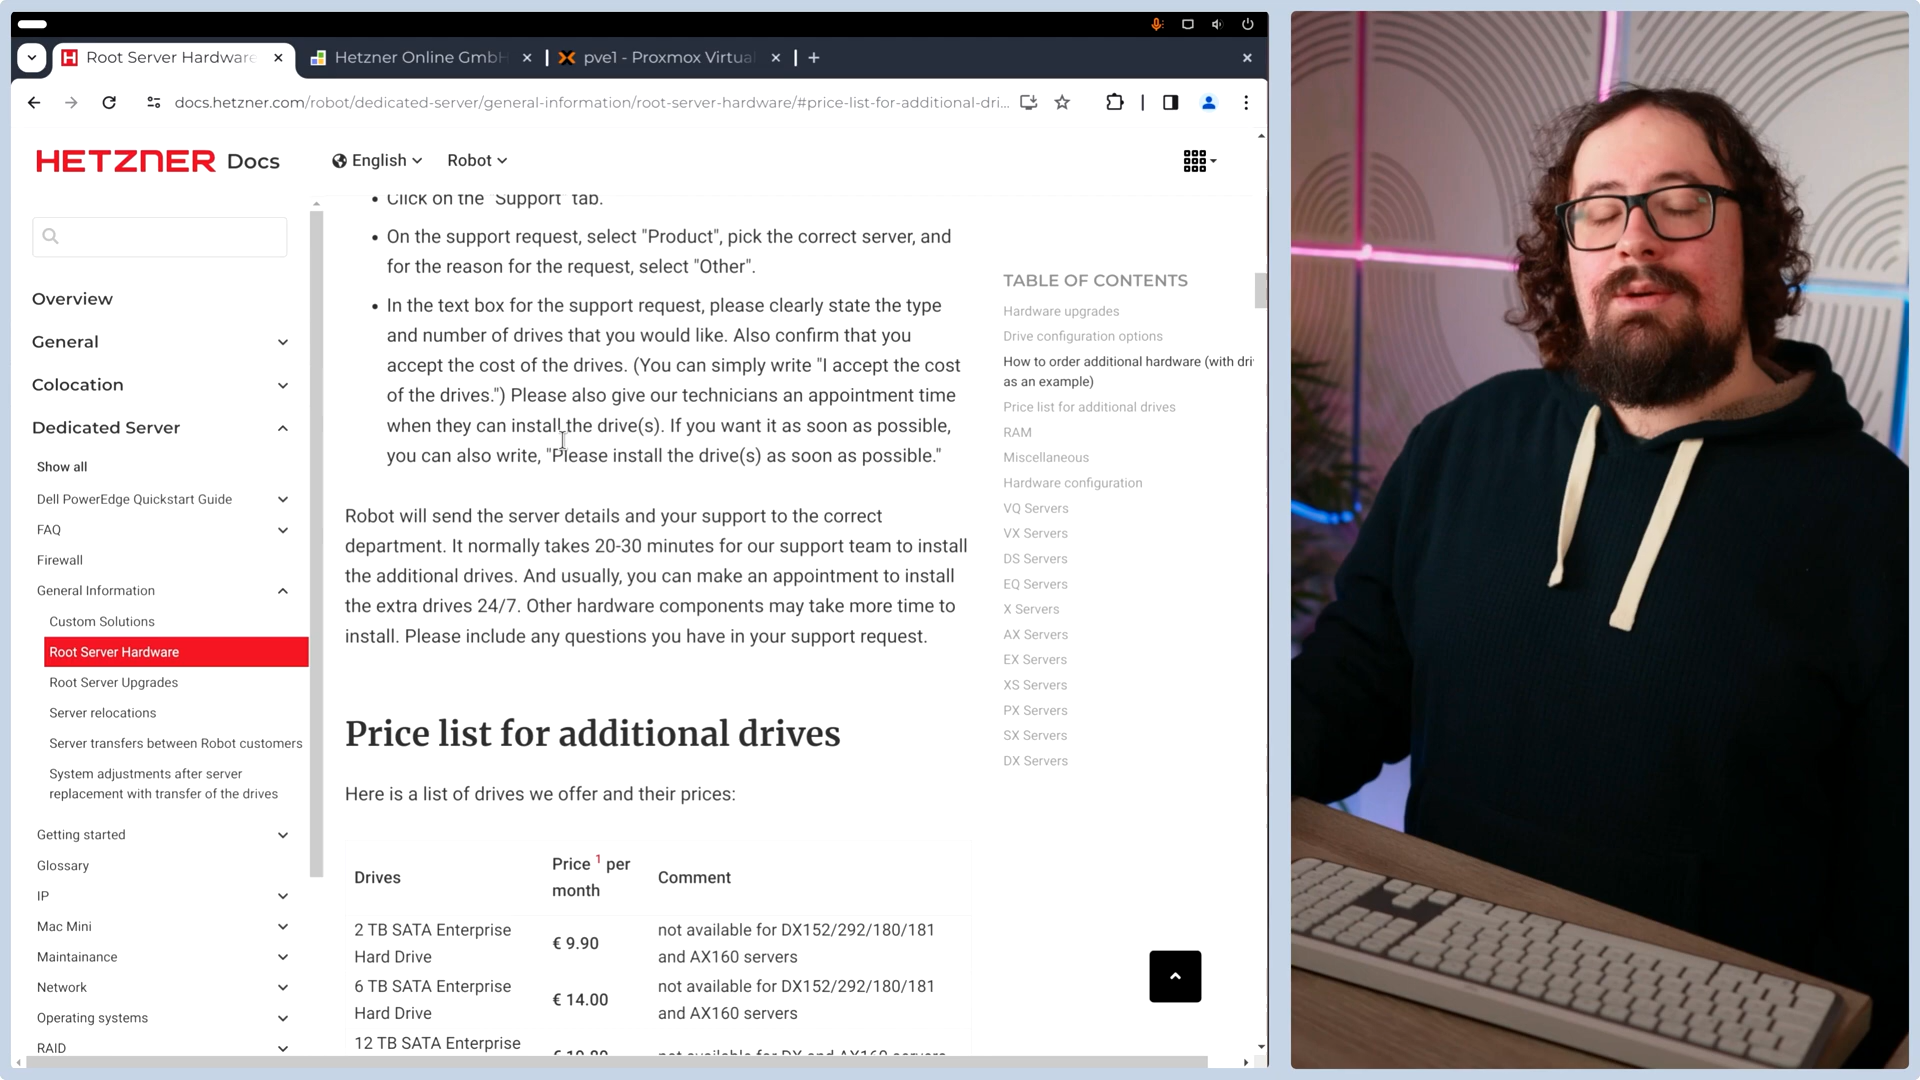 Root Server Hardware
Hetzner Online GmbH
pve1 - Proxmox Virtua
docs.hetzner.com/robot/dedicated-server/general-information/root-server-hardware/#price-list-for-additional-dri...
HETZNER Docs
English
Robot
Overview
General
Colocation
Dedicated Server
Show all
Dell PowerEdge Quickstart Guide
FAQ
Firewall
General Information
Custom Solutions
Root Server Hardware
Root Server Upgrades
Server relocations
Server transfers between Robot customers
System adjustments after server
replacement with transfer of the drives
Getting started
Glossary
IP
Mac Mini
Maintainance
Network
Operating systems
RAID
• Click on the "Support" tab.
• On the support request, select "Product", pick the correct server, and
for the reason for the request, select "Other".
• In the text box for the support request, please clearly state the type
and number of drives that you would like. Also confirm that you
accept the cost of the drives. (You can simply write "I accept the cost
of the drives.") Please also give our technicians an appointment time
when they can install the drive(s). If you want it as soon as possible,
you can also write, "Please install the drive(s) as soon as possible."
Robot will send the server details and your support to the correct
department. It normally takes 20-30 minutes for our support team to install
the additional drives. And usually, you can make an appointment to install
the extra drives 24/7. Other hardware components may take more time to
install. Please include any questions you have in your support request.
Price list for additional drives
Here is a list of drives we offer and their prices:
Drives
Price 1 per
month
Comment
2 TB SATA Enterprise
Hard Drive
€ 9.90
not available for DX152/292/180/181
and AX160 servers
6 TB SATA Enterprise
Hard Drive
€ 14.00
not available for DX152/292/180/181
and AX160 servers
12 TB SATA Enterprise
not available for DX and AX160 servers
TABLE OF CONTENTS
Hardware upgrades
Drive configuration options
How to order additional hardware (with dri
as an example)
Price list for additional drives
RAM
Miscellaneous
Hardware configuration
VQ Servers
VX Servers
DS Servers
EQ Servers
X Servers
AX Servers
EX Servers
XS Servers
PX Servers
SX Servers
DX Servers